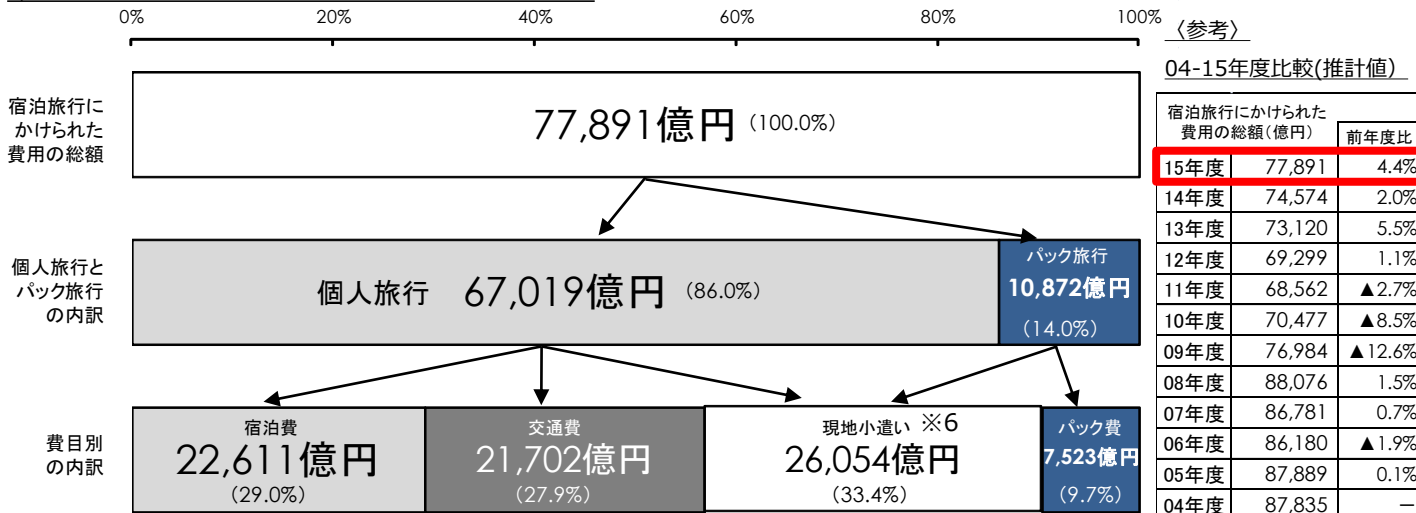 0% 20% 40% 60% 80% 100%
宿泊旅行に
かけられた
費用の総額
77,891億円 (100.0%)
個人旅行と
パック旅行
の内訳
個人旅行 67,019億円 (86.0%)
パック旅行
10,872億円
(14.0%)
費目別
の内訳
宿泊費
22,611億円
(29.0%)
交通費
21,702億円
(27.9%)
現地小遣い ※6
26,054億円
(33.4%)
パック費
7,523億円
(9.7%)
〈参考〉
04-15年度比較(推計値)
宿泊旅行にかけられた
費用の総額(億円) 前年度比
15年度 77,891 4.4%
14年度 74,574 2.0%
13年度 73,120 5.5%
12年度 69,299 1.1%
11年度 68,562 ▲2.7%
10年度 70,477 ▲8.5%
09年度 76,984 ▲12.6%
08年度 88,076 1.5%
07年度 86,781 0.7%
06年度 86,180 ▲1.9%
05年度 87,889 0.1%
04年度 87,835 −